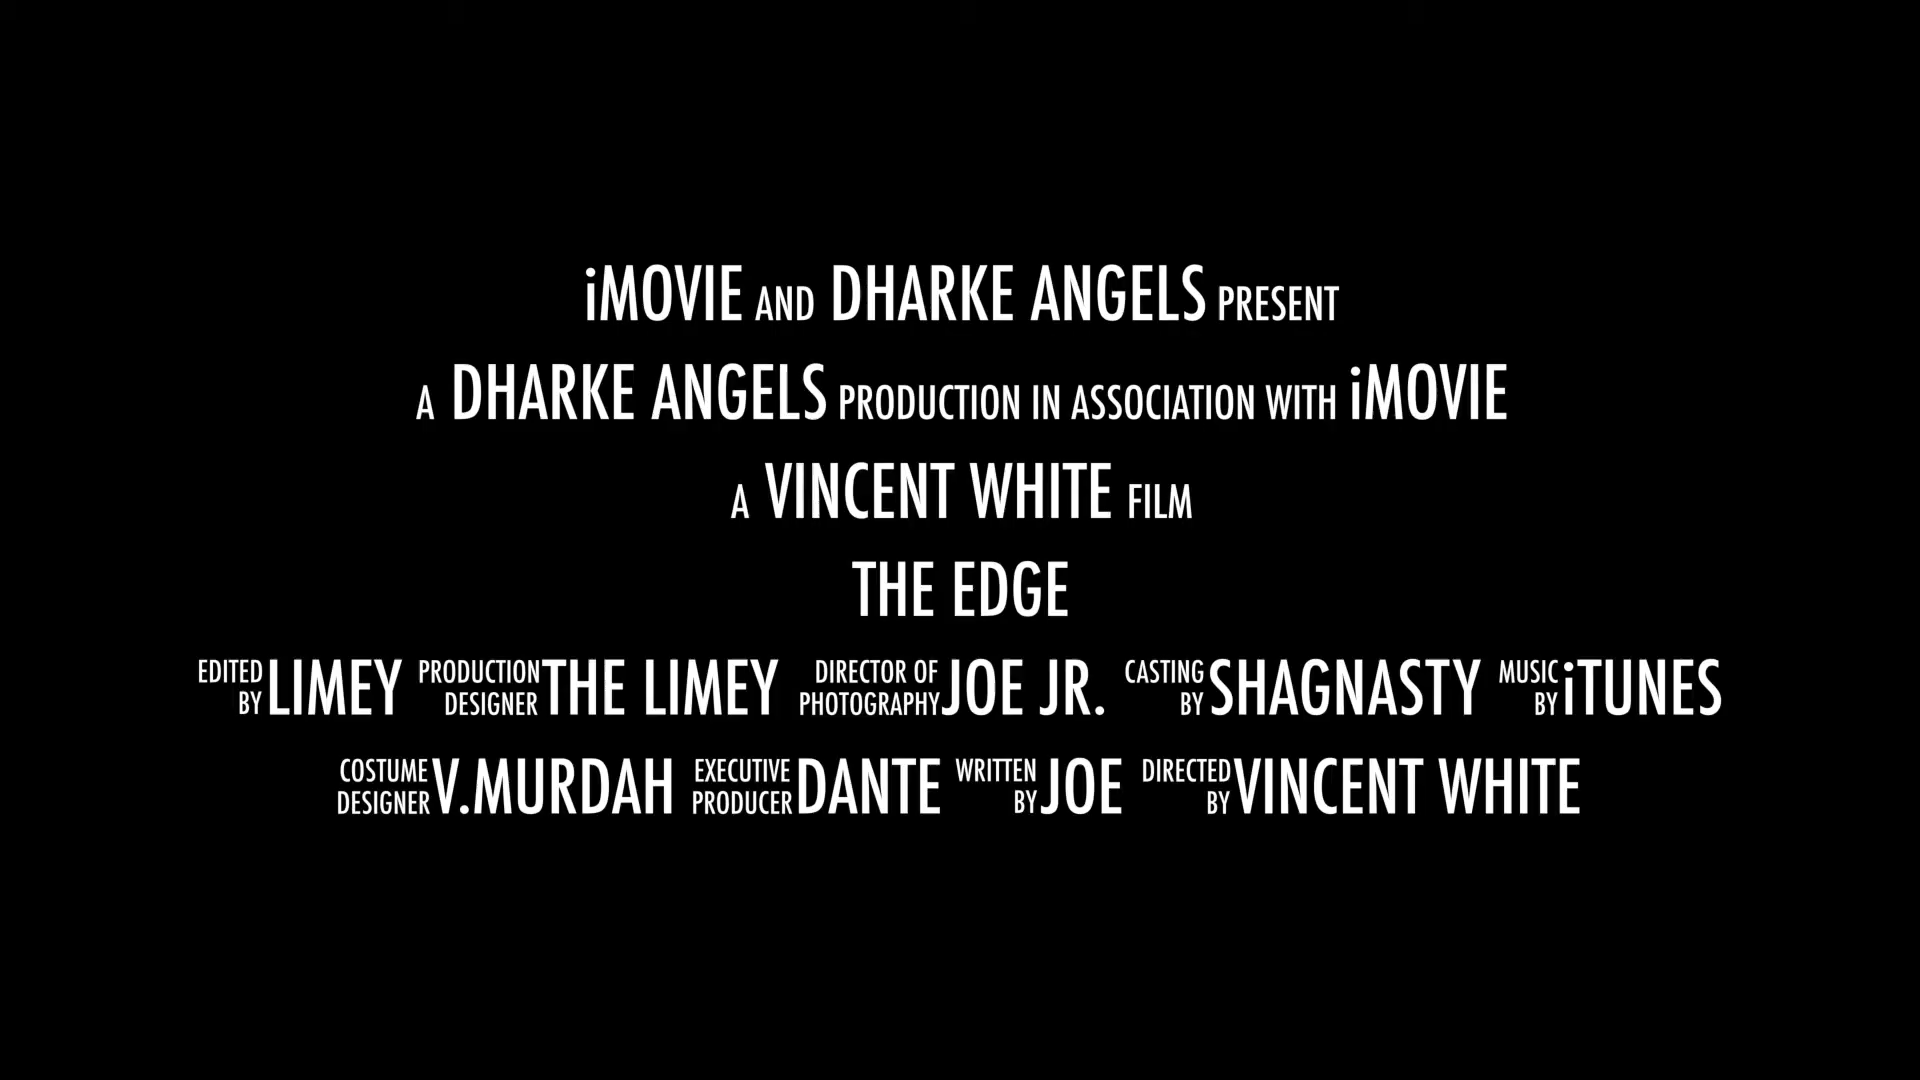 iMOVIE AND DHARKE ANGELS PRESENT
A DHARKE ANGELS PRODUCTION IN ASSOCIATION WITH iMOVIE
A VINCENT WHITE FILM
THE EDGE
EDITED BY LIMEY PRODUCTION DESIGNER THE LIMEY DIRECTOR OF PHOTOGRAPHY JOE JR. CASTING BY SHAGNASTY MUSIC BY iTUNES
COSTUME DESIGNER V.MURDAH EXECUTIVE PRODUCER DANTE WRITTEN BY JOE DIRECTED BY VINCENT WHITE